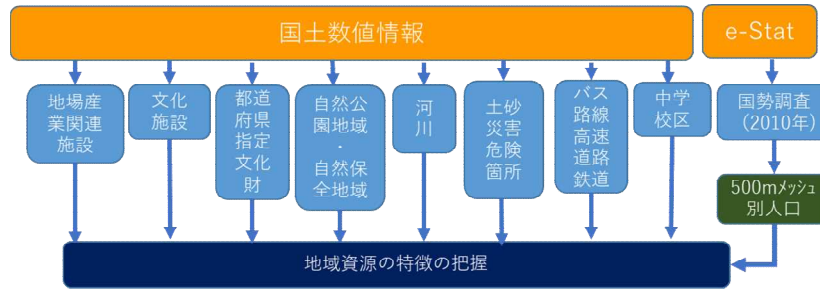 国土数値情報
e-Stat
地場産
業関連
施設
文化
施設
都道
府県
指定
文化
財
自然公
園地域
・
自然保
全地域
河
川
土砂
災害
危険
箇所
バス
路線
高速
道路
鉄道
中学
校区
国勢調査
（2010年）
500mメッシュ
別人口
地域資源の特徴の把握